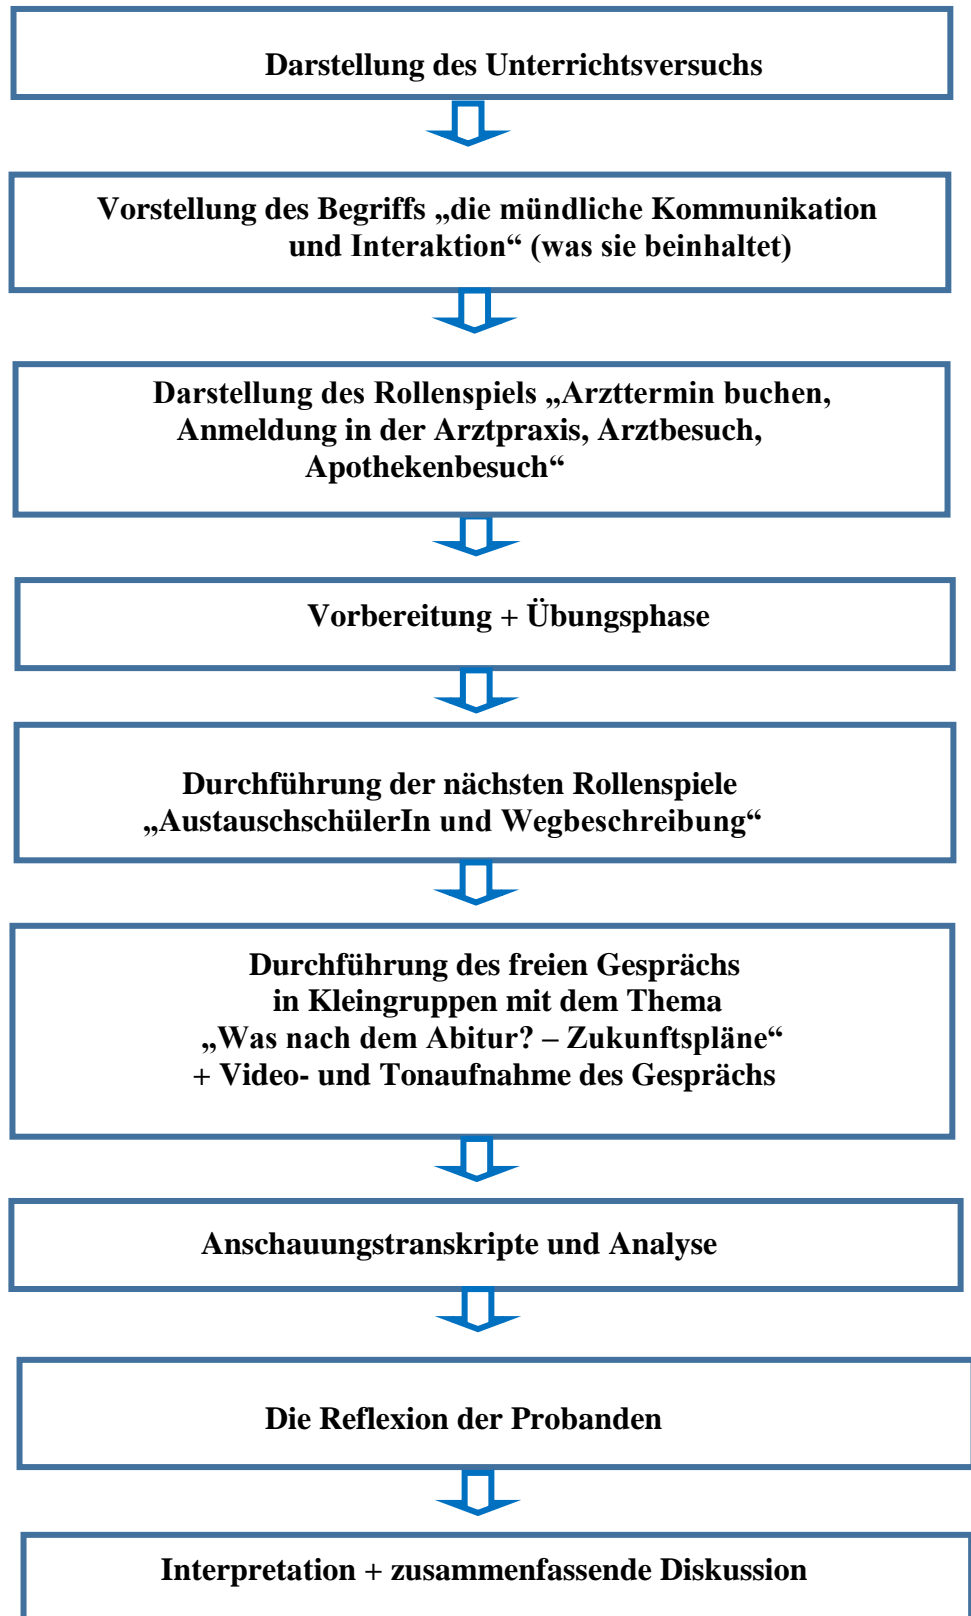 Darstellung des Unterrichtsversuchs
Vorstellung des Begriffs „die mündliche Kommunikation
und Interaktion“ (was sie beinhaltet)
Darstellung des Rollenspiels „Arzttermin buchen,
Anmeldung in der Arztpraxis, Arztbesuch,
Apothekenbesuch“
Vorbereitung + Übungsphase
Durchführung der nächsten Rollenspiele
„AustauschschülerIn und Wegbeschreibung“
Durchführung des freien Gesprächs
in Kleingruppen mit dem Thema
„Was nach dem Abitur? – Zukunftspläne“
+ Video- und Tonaufnahme des Gesprächs
Anschauungstranskripte und Analyse
Die Reflexion der Probanden
Interpretation + zusammenfassende Diskussion